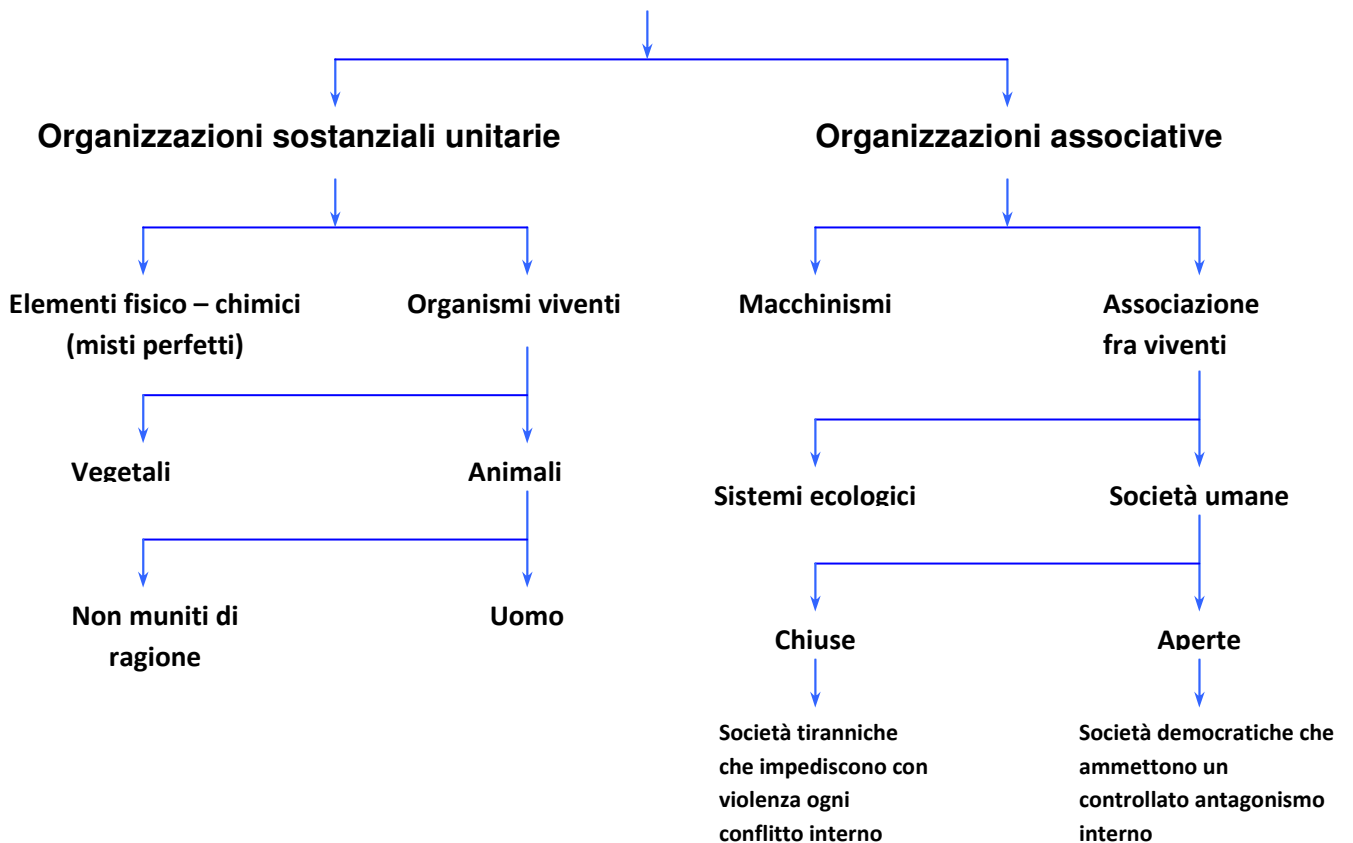 Organizzazioni sostanziali unitarie
Organizzazioni associative
Elementi fisico – chimici
(misti perfetti)
Organismi viventi
Macchinismi
Associazione
fra viventi
Vegetali
Animali
Sistemi ecologici
Società umane
Non muniti di
ragione
Uomo
Chiuse
Aperte
Società tiranniche
che impediscono con
violenza ogni
conflitto interno
Società democratiche che
ammettono un
controllato antagonismo
interno